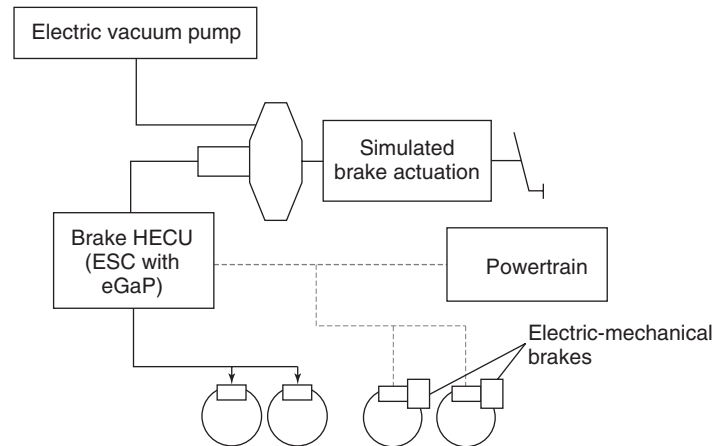 Electric vacuum pump
Simulated
brake actuation
Brake HECU
(ESC with
eGaP)
Powertrain
Electric-mechanical
brakes